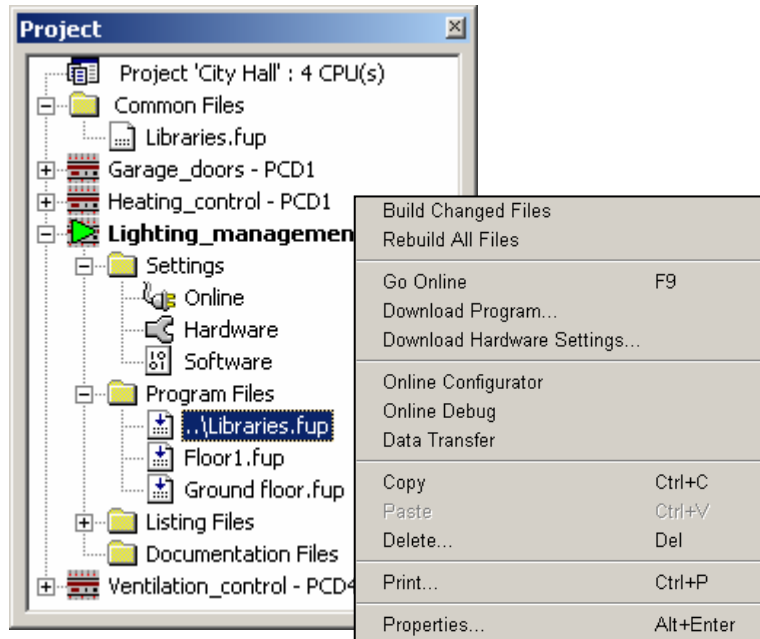 Project
Project 'City Hall' : 4 CPU(s)
Common Files
Libraries.fup
Garage_doors - PCD1
Heating_control - PCD1
Lighting_managemen
Settings
Online
Hardware
Software
Program Files
..\Libraries.fup
Floor1.fup
Ground floor.fup
Listing Files
Documentation Files
Ventilation_control - PCD4
Build Changed Files
Rebuild All Files
Go Online F9
Download Program...
Download Hardware Settings...
Online Configurator
Online Debug
Data Transfer
Copy Ctrl+C
Paste Ctrl+V
Delete... Del
Print... Ctrl+P
Properties... Alt+Enter